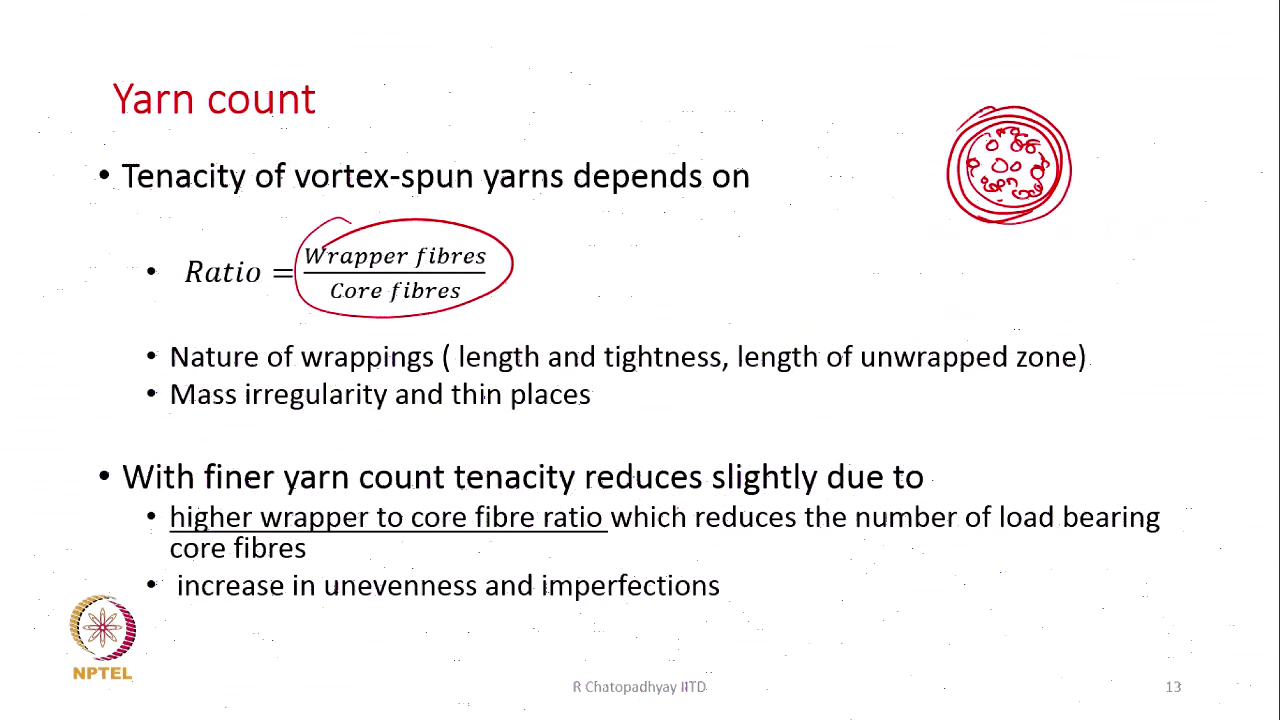 Yarn count
• Tenacity of vortex-spun yarns depends on
• Ratio = Wrapper fibres / Core fibres
• Nature of wrappings ( length and tightness, length of unwrapped zone)
• Mass irregularity and thin places
• With finer yarn count tenacity reduces slightly due to
• higher wrapper to core fibre ratio which reduces the number of load bearing
core fibres
• increase in unevenness and imperfections
NPTEL
R Chatopadhyay IITD
13